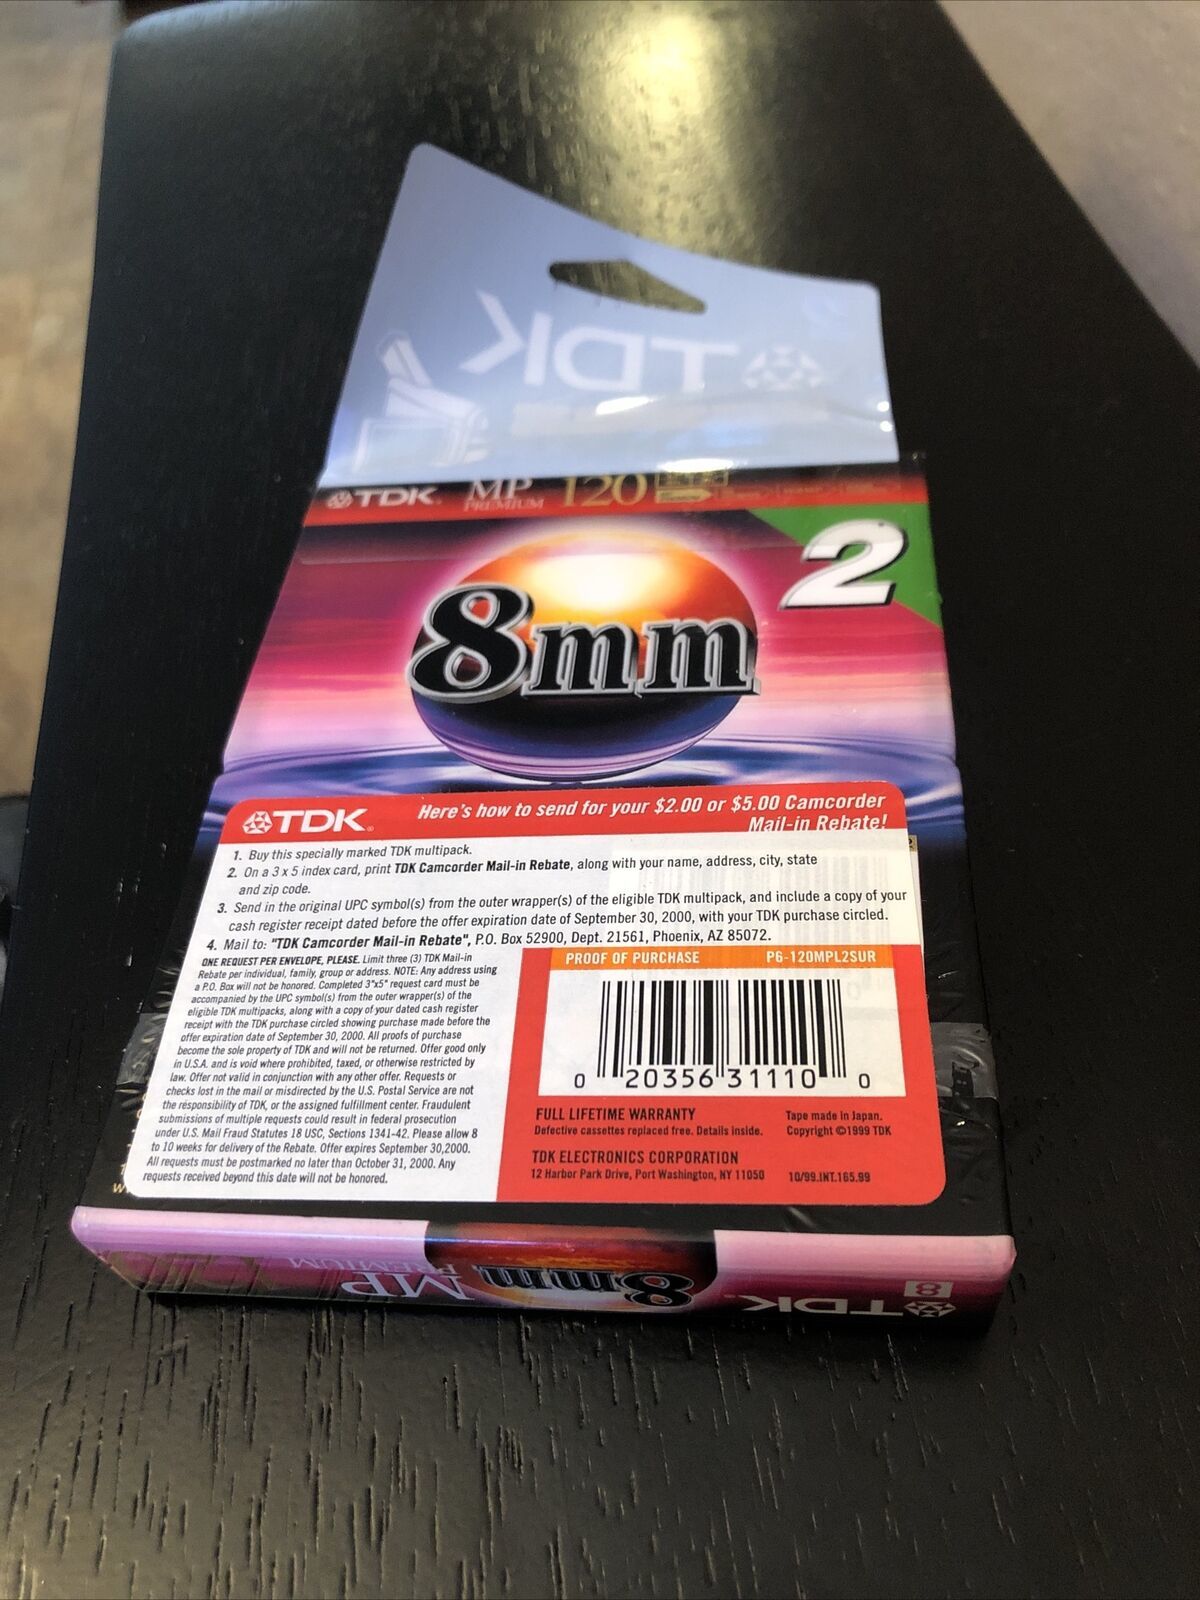 TDK
TDK MP PREMIUM 120
2
8mm
TDK Here's how to send for your $2.00 or $5.00 Camcorder
Mail-in Rebate!
1. Buy this specially marked TDK multipack.
2. On a 3 x 5 index card, print TDK Camcorder Mail-in Rebate, along with your name, address, city, state
and zip code.
3. Send in the original UPC symbol(s) from the outer wrapper(s) of the eligible TDK multipack, and include a copy of your
cash register receipt dated before the offer expiration date of September 30, 2000, with your TDK purchase circled.
4. Mail to: "TDK Camcorder Mail-in Rebate", P.O. Box 52900, Dept. 21561, Phoenix, AZ 85072.
ONE REQUEST PER ENVELOPE, PLEASE. Limit three (3) TDK Mail-in
Rebate per individual, family, group or address. NOTE: Any address using
a P.O. Box will not be honored. Completed 3"x5" request card must be
accompanied by the UPC symbol(s) from the outer wrapper(s) of the
eligible TDK multipacks, along with a copy of your dated cash register
receipt with the TDK purchase circled showing purchase made before the
offer expiration date of September 30, 2000. All proofs of purchase
become the sole property of TDK and will not be returned. Offer good only
in U.S.A. and is void where prohibited, taxed, or otherwise restricted by
law. Offer not valid in conjunction with any other offer. Requests or
checks lost in the mail or misdirected by the U.S. Postal Service are not
the responsibility of TDK, or the assigned fulfillment center. Fraudulent
submissions of multiple requests could result in federal prosecution
under U.S. Mail Fraud Statutes 18 USC, Sections 1341-42. Please allow 8
to 10 weeks for delivery of the Rebate. Offer expires September 30,2000.
All requests must be postmarked no later than October 31, 2000. Any
requests received beyond this date will not be honored.
PROOF OF PURCHASE P6-120MPL2SUR
0 20356 31110 0
FULL LIFETIME WARRANTY
Defective cassettes replaced free. Details inside.
Tape made in Japan.
Copyright ©1999 TDK
TDK ELECTRONICS CORPORATION
12 Harbor Park Drive, Port Washington, NY 11050 10/99.INT.165.99
8 TDK 8mm MP PREMIUM 120